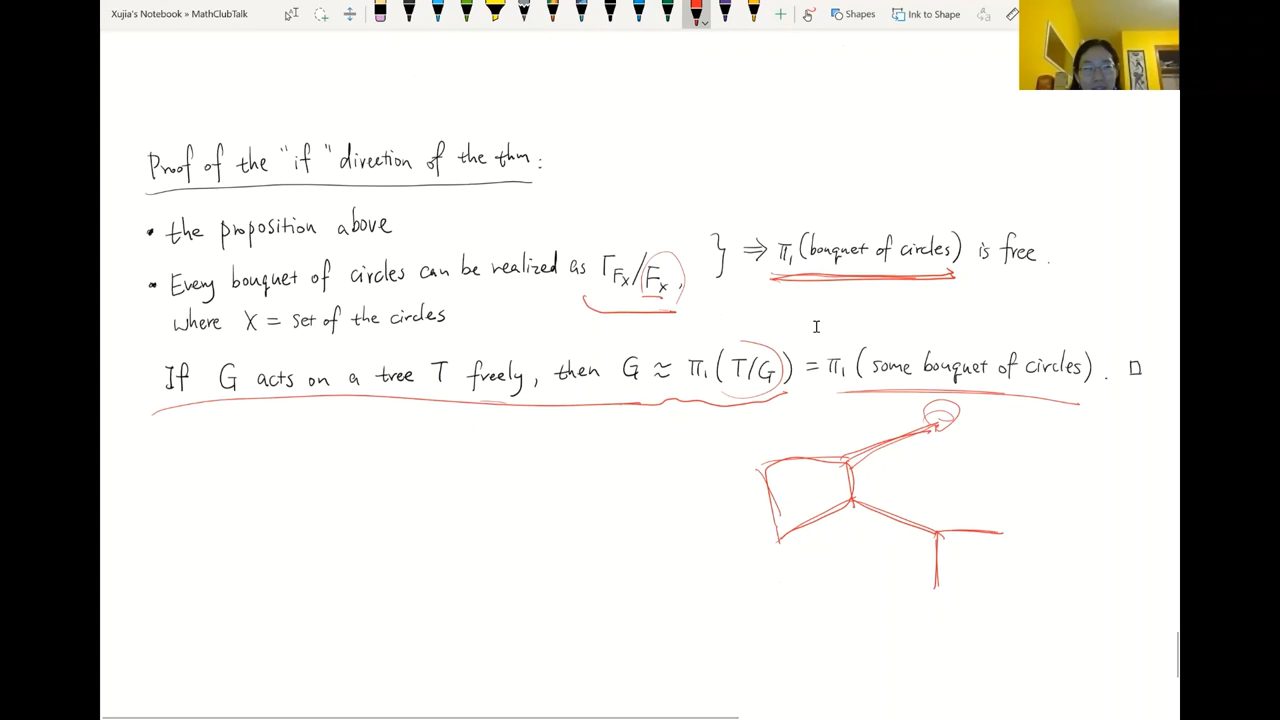 Xujia's Notebook » MathClubTalk
Shapes
Ink to Shape
Proof of the "if" direction of the thm:
• the proposition above
• Every bouquet of circles can be realized as Γ_{F_X}/F_X,
where X = set of the circles
} ⇒ π₁(bouquet of circles) is free.
If G acts on a tree T freely, then G ≈ π₁(T/G) = π₁(some bouquet of circles). □